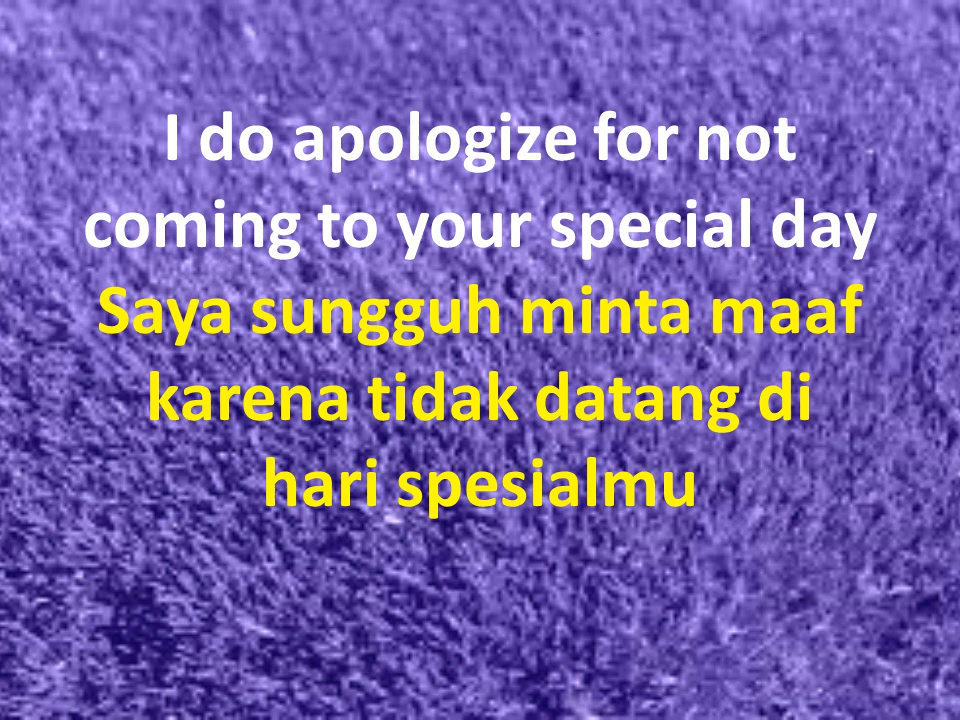 I do apologize for not
coming to your special day
Saya sungguh minta maaf
karena tidak datang di
hari spesialmu